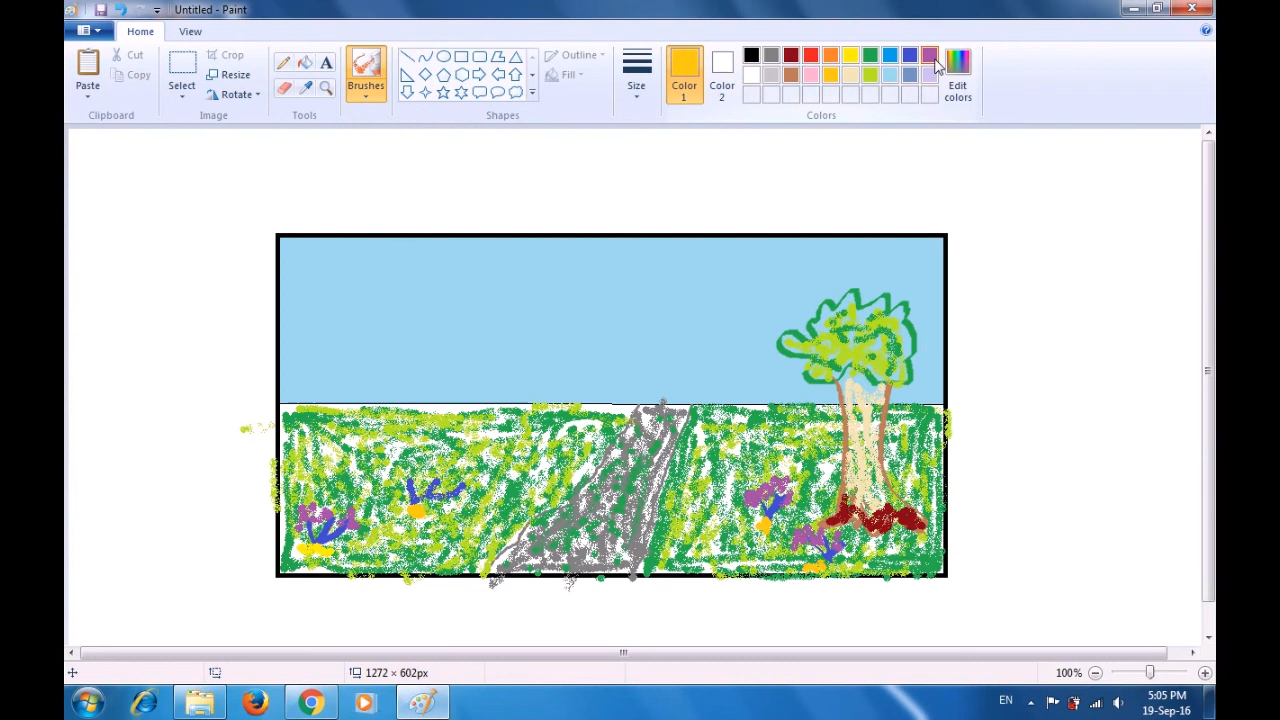 Untitled - Paint
Home View
Paste
Cut
Copy
Select
Crop
Resize
Rotate
A
Brushes
Outline
Fill
Size
Color 1
Color 2
Edit colors
Clipboard Image Tools Shapes Colors
1272 × 602px 100%
EN 5:05 PM
19-Sep-16